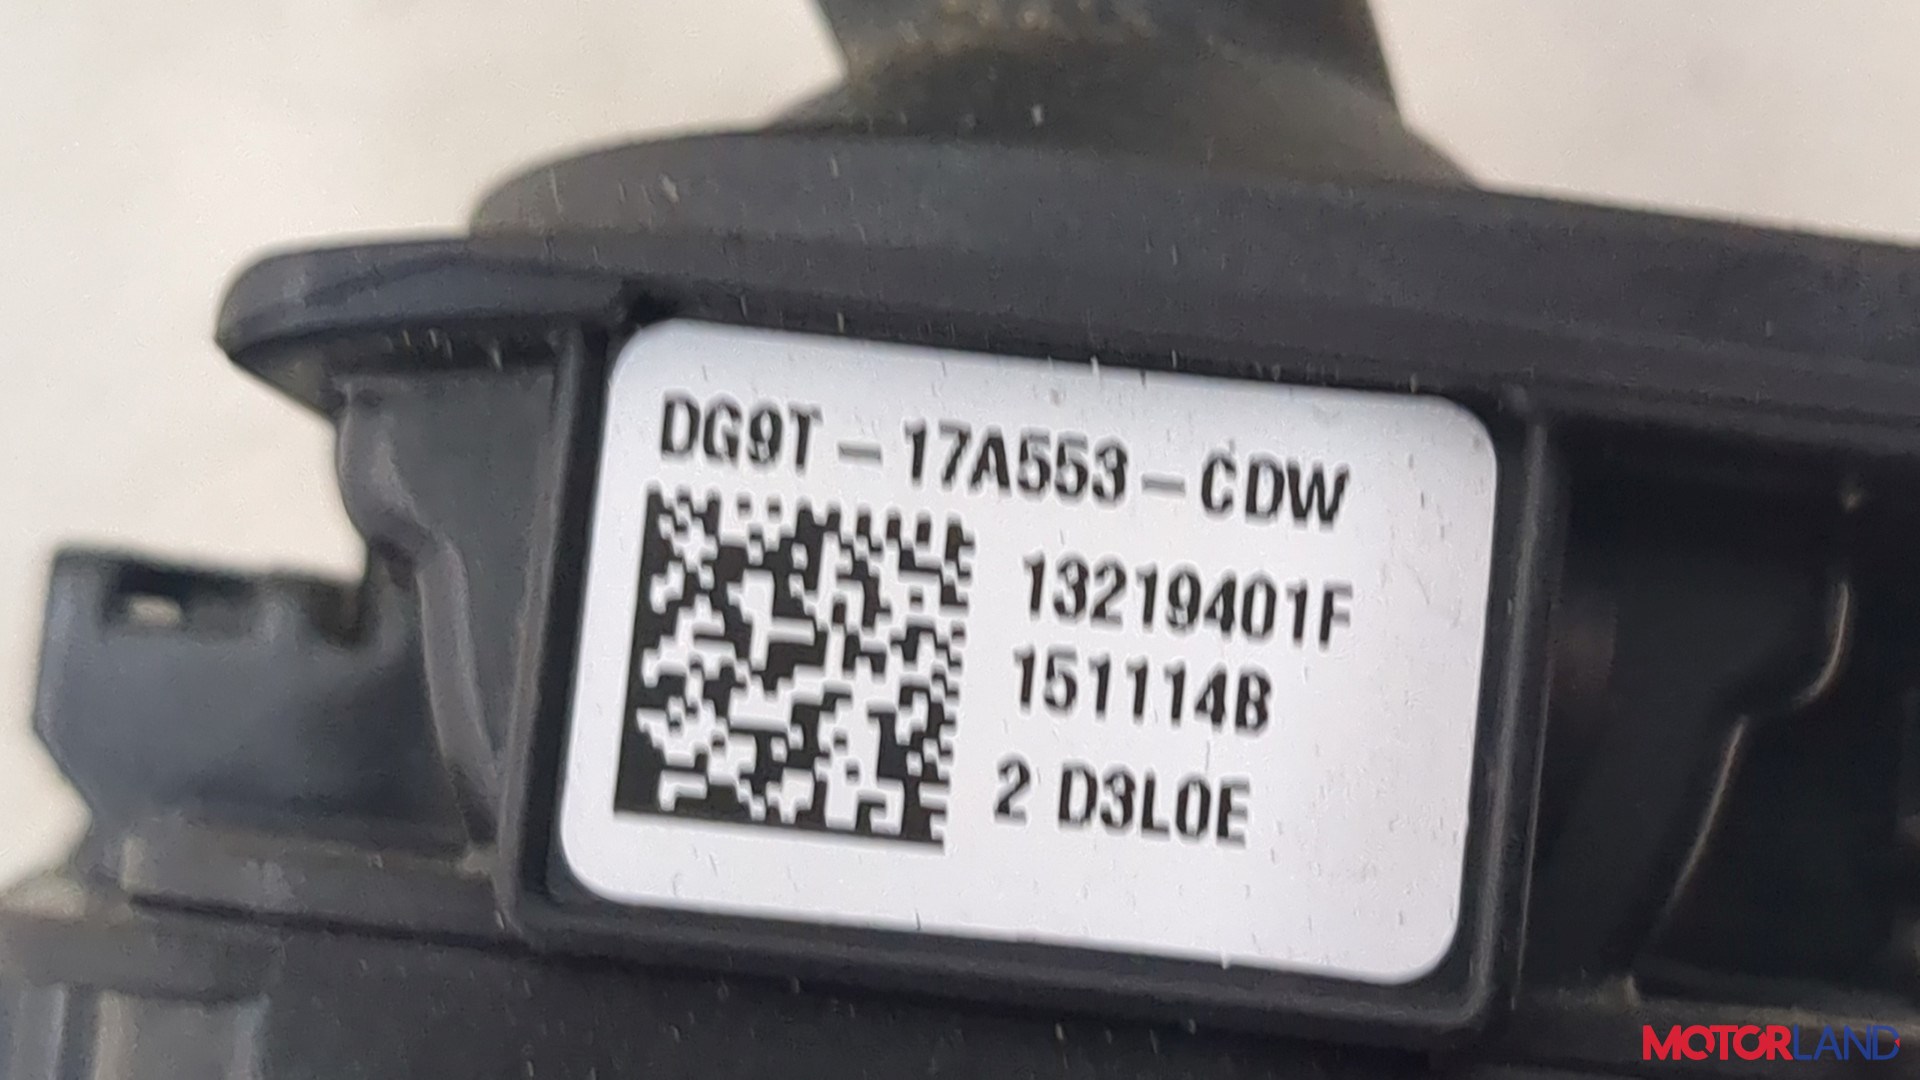 DG9T-17A553-CDW
13219401F
151114B
2 D3L0E
MOTORLAND